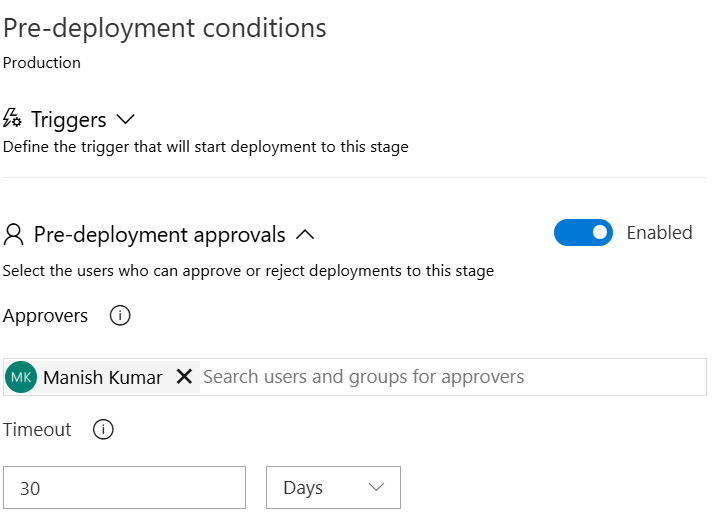 Pre-deployment conditions
Production
Triggers
Define the trigger that will start deployment to this stage
Pre-deployment approvals
Enabled
Select the users who can approve or reject deployments to this stage
Approvers
MK Manish Kumar Search users and groups for approvers
Timeout
30 Days